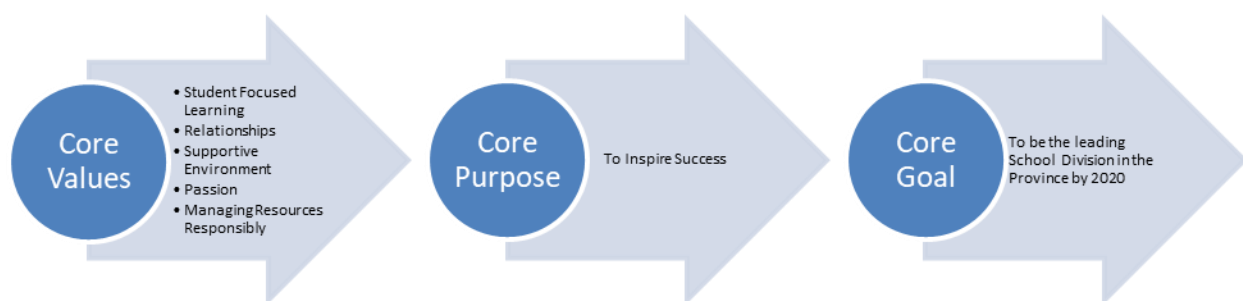 Core
Values
• Student Focused
Learning
• Relationships
• Supportive
Environment
• Passion
• Managing Resources
Responsibly
Core
Purpose
To Inspire Success
Core
Goal
To be the leading
School Division in the
Province by 2020